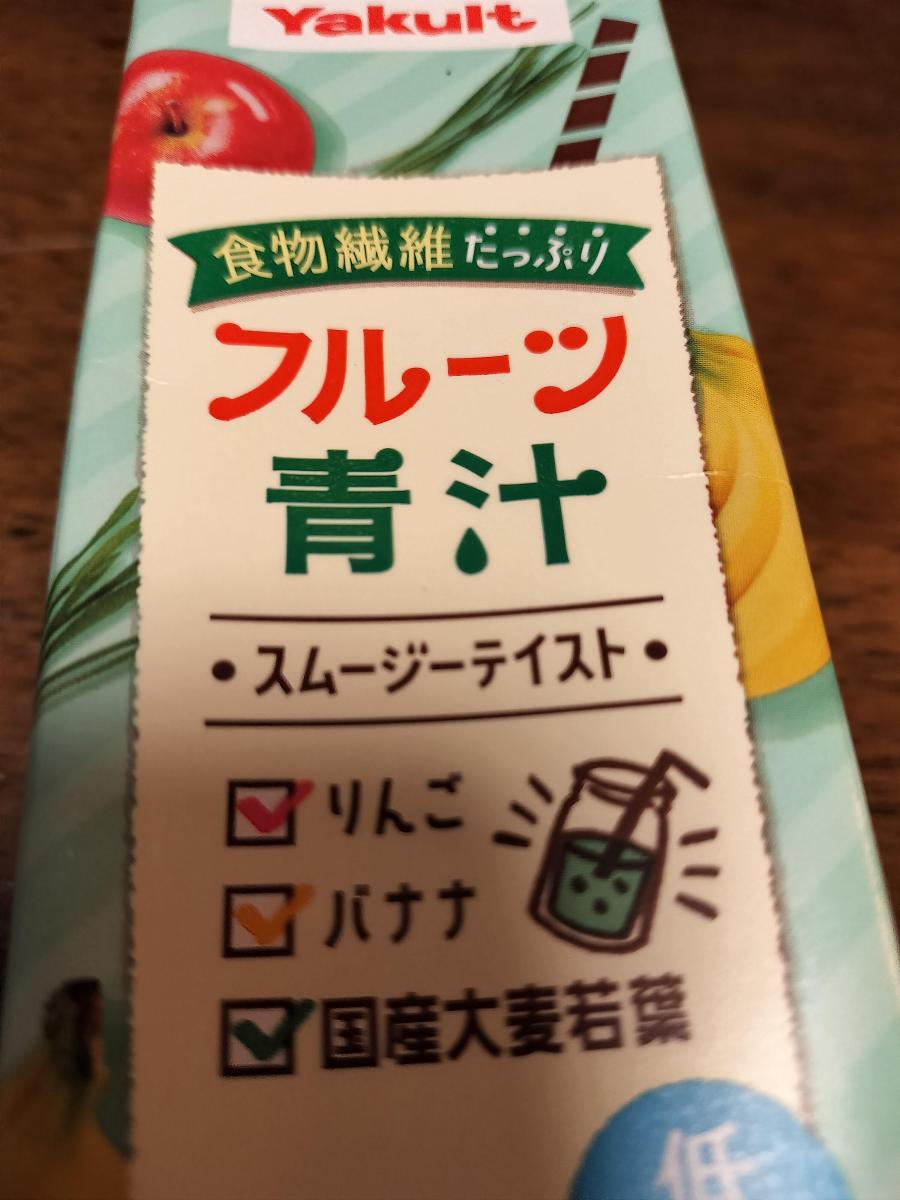 Yakult
食物繊維たっぷり
フルーツ
青汁
•スムージーテイスト•
りんご
バナナ
国産大麦若葉
低